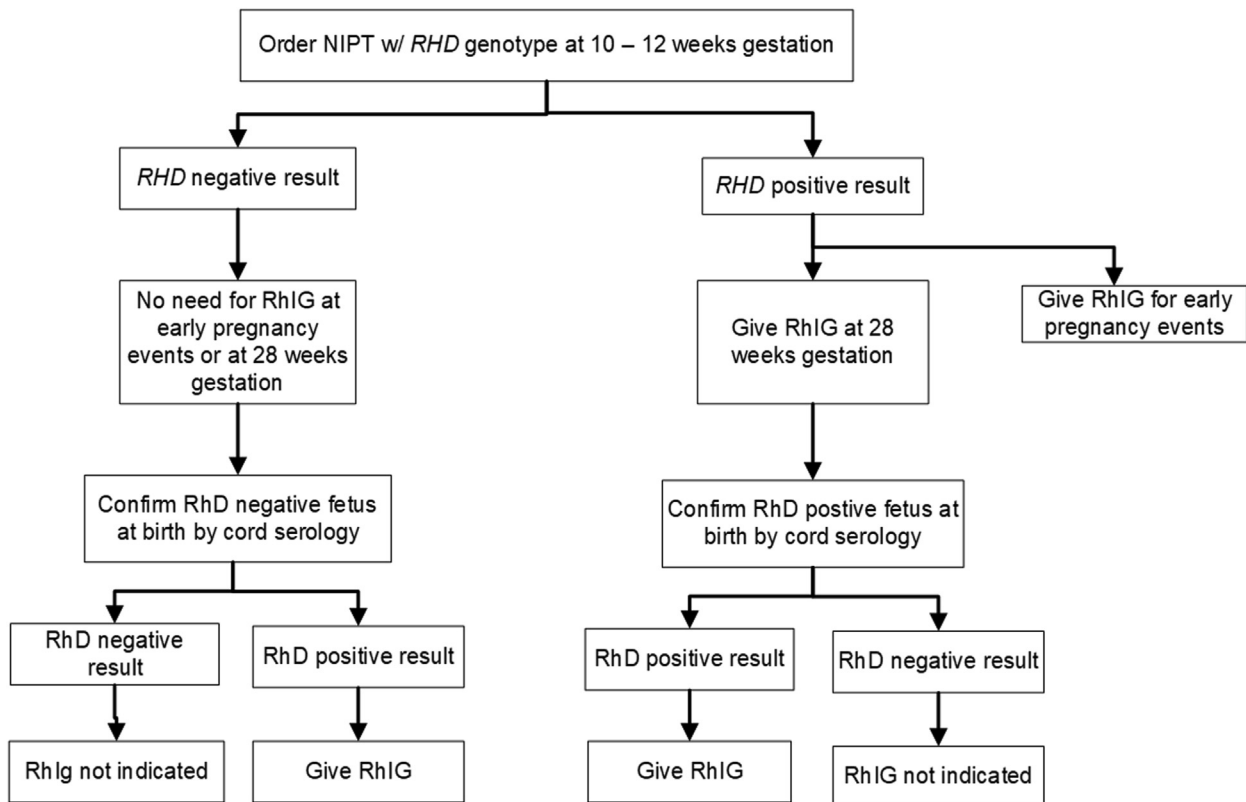 Order NIPT w/ RHD genotype at 10 – 12 weeks gestation
RHD negative result
RHD positive result
No need for RhIG at
early pregnancy
events or at 28 weeks
gestation
Give RhIG at 28
weeks gestation
Give RhIG for early
pregnancy events
Confirm RhD negative fetus
at birth by cord serology
Confirm RhD postive fetus at
birth by cord serology
RhD negative
result
RhD positive result
RhD positive result
RhD negative result
RhIg not indicated
Give RhIG
Give RhIG
RhIG not indicated